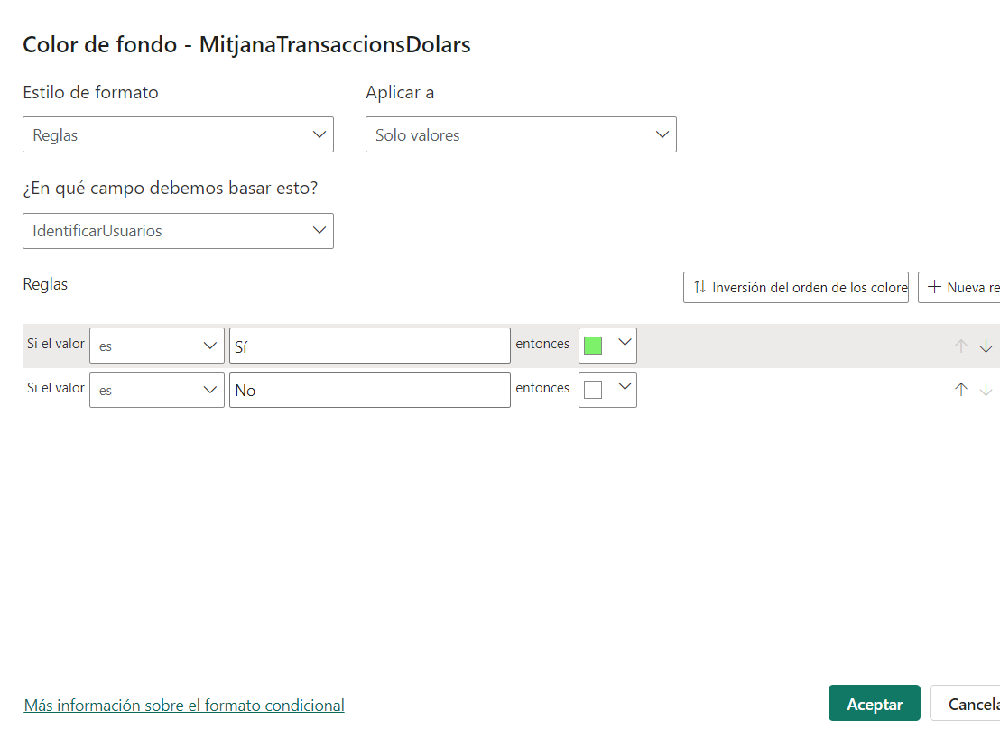 Color de fondo - MitjanaTransaccionsDolars
Estilo de formato
Aplicar a
Reglas
Solo valores
¿En qué campo debemos basar esto?
IdentificarUsuarios
Reglas
Inversión del orden de los colore
Nueva re
Si el valor es Sí entonces
Si el valor es No entonces
Más información sobre el formato condicional
Aceptar
Cancela